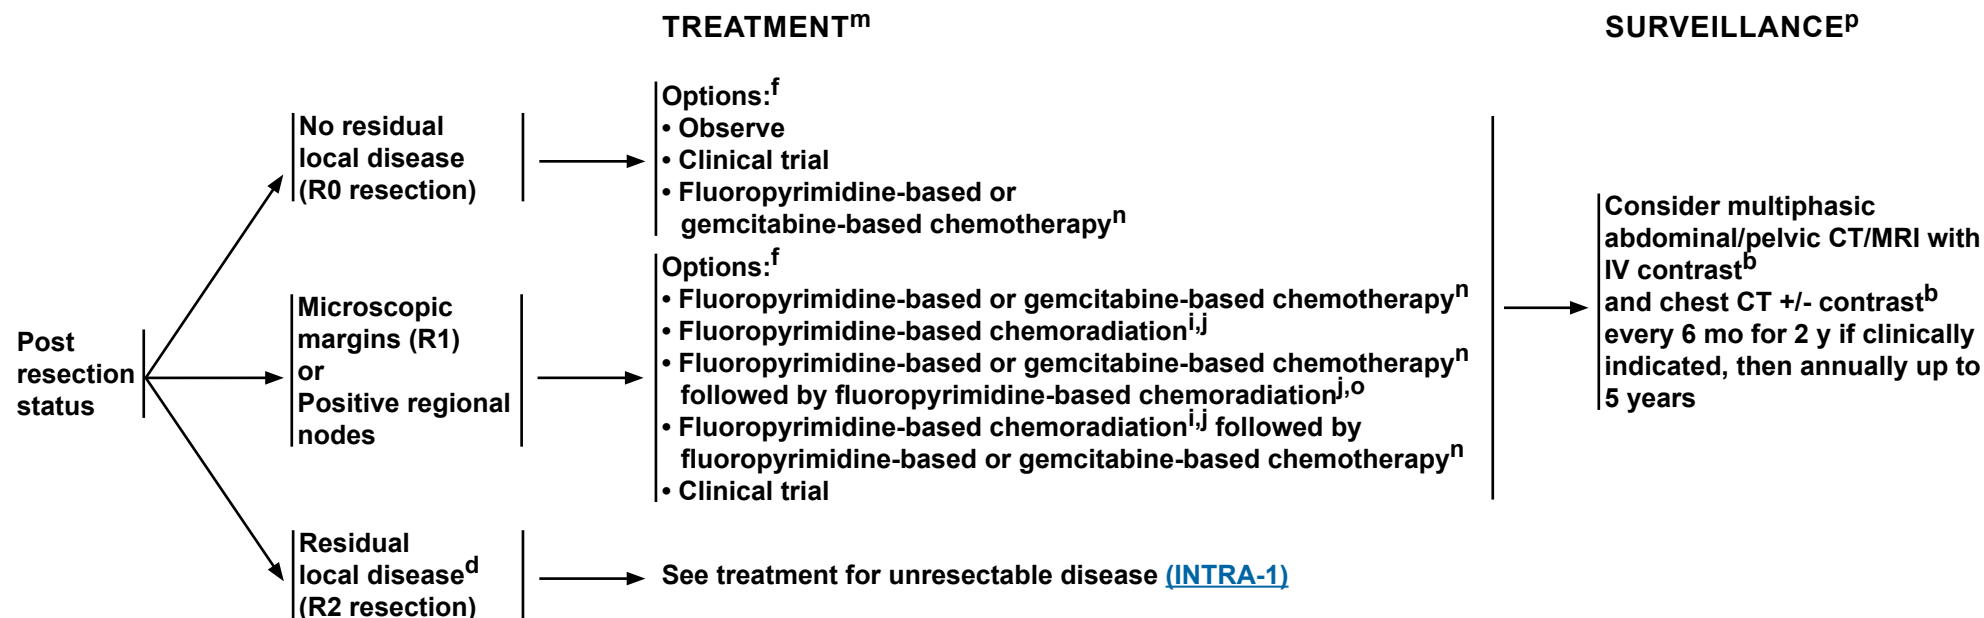 TREATMENTm
SURVEILLANCEp
Post
resection
status
No residual
local disease
(R0 resection)
Options:f
• Observe
• Clinical trial
• Fluoropyrimidine-based or
gemcitabine-based chemotherapyn
Microscopic
margins (R1)
or
Positive regional
nodes
Options:f
• Fluoropyrimidine-based or gemcitabine-based chemotherapyn
• Fluoropyrimidine-based chemoradiationi,j
• Fluoropyrimidine-based or gemcitabine-based chemotherapyn
followed by fluoropyrimidine-based chemoradiationj,o
• Fluoropyrimidine-based chemoradiationi,j followed by
fluoropyrimidine-based or gemcitabine-based chemotherapyn
• Clinical trial
Residual
local diseased
(R2 resection)
See treatment for unresectable disease (INTRA-1)
Consider multiphasic
abdominal/pelvic CT/MRI with
IV contrastb
and chest CT +/- contrastb
every 6 mo for 2 y if clinically
indicated, then annually up to
5 years